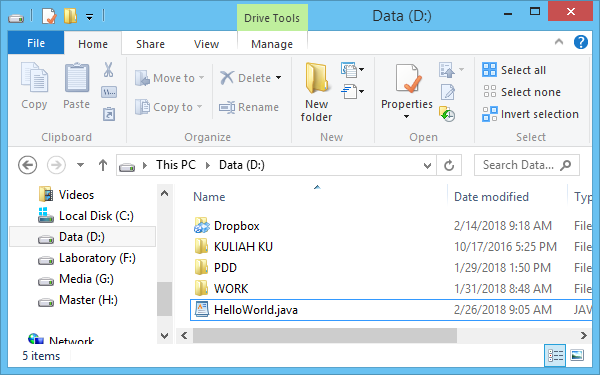 Drive Tools
Data (D:)
File
Home
Share
View
Manage
Copy
Paste
Clipboard
Move to
Copy to
Delete
Rename
Organize
New folder
New
Properties
Open
Select all
Select none
Invert selection
Select
This PC
Data (D:)
Search Data...
Videos
Local Disk (C:)
Data (D:)
Laboratory (F:)
Media (G:)
Master (H:)
Network
Name Date modified Ty
Dropbox 2/14/2018 9:18 AM File
KULIAH KU 10/17/2016 5:25 PM File
PDD 1/29/2018 1:50 PM File
WORK 1/31/2018 8:48 AM File
HelloWorld.java 2/26/2018 9:05 AM JAV
5 items